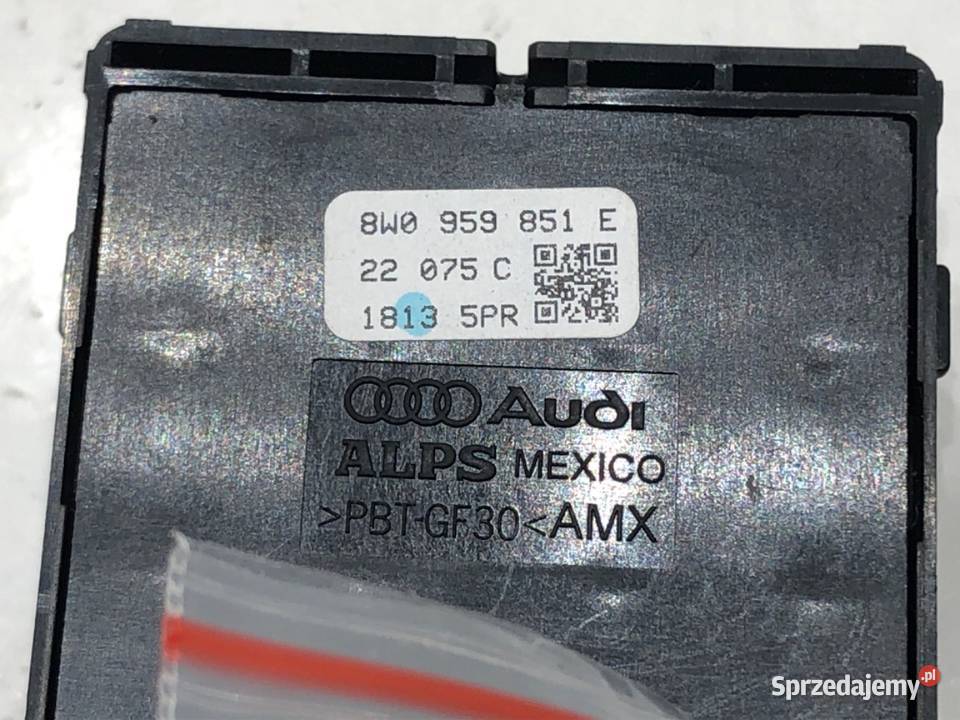 8W0 959 851 E
22 075 C
1813 5PR
Audi
ALPS MEXICO
>PBT-GF30<AMX
Sprzedajemy.pl